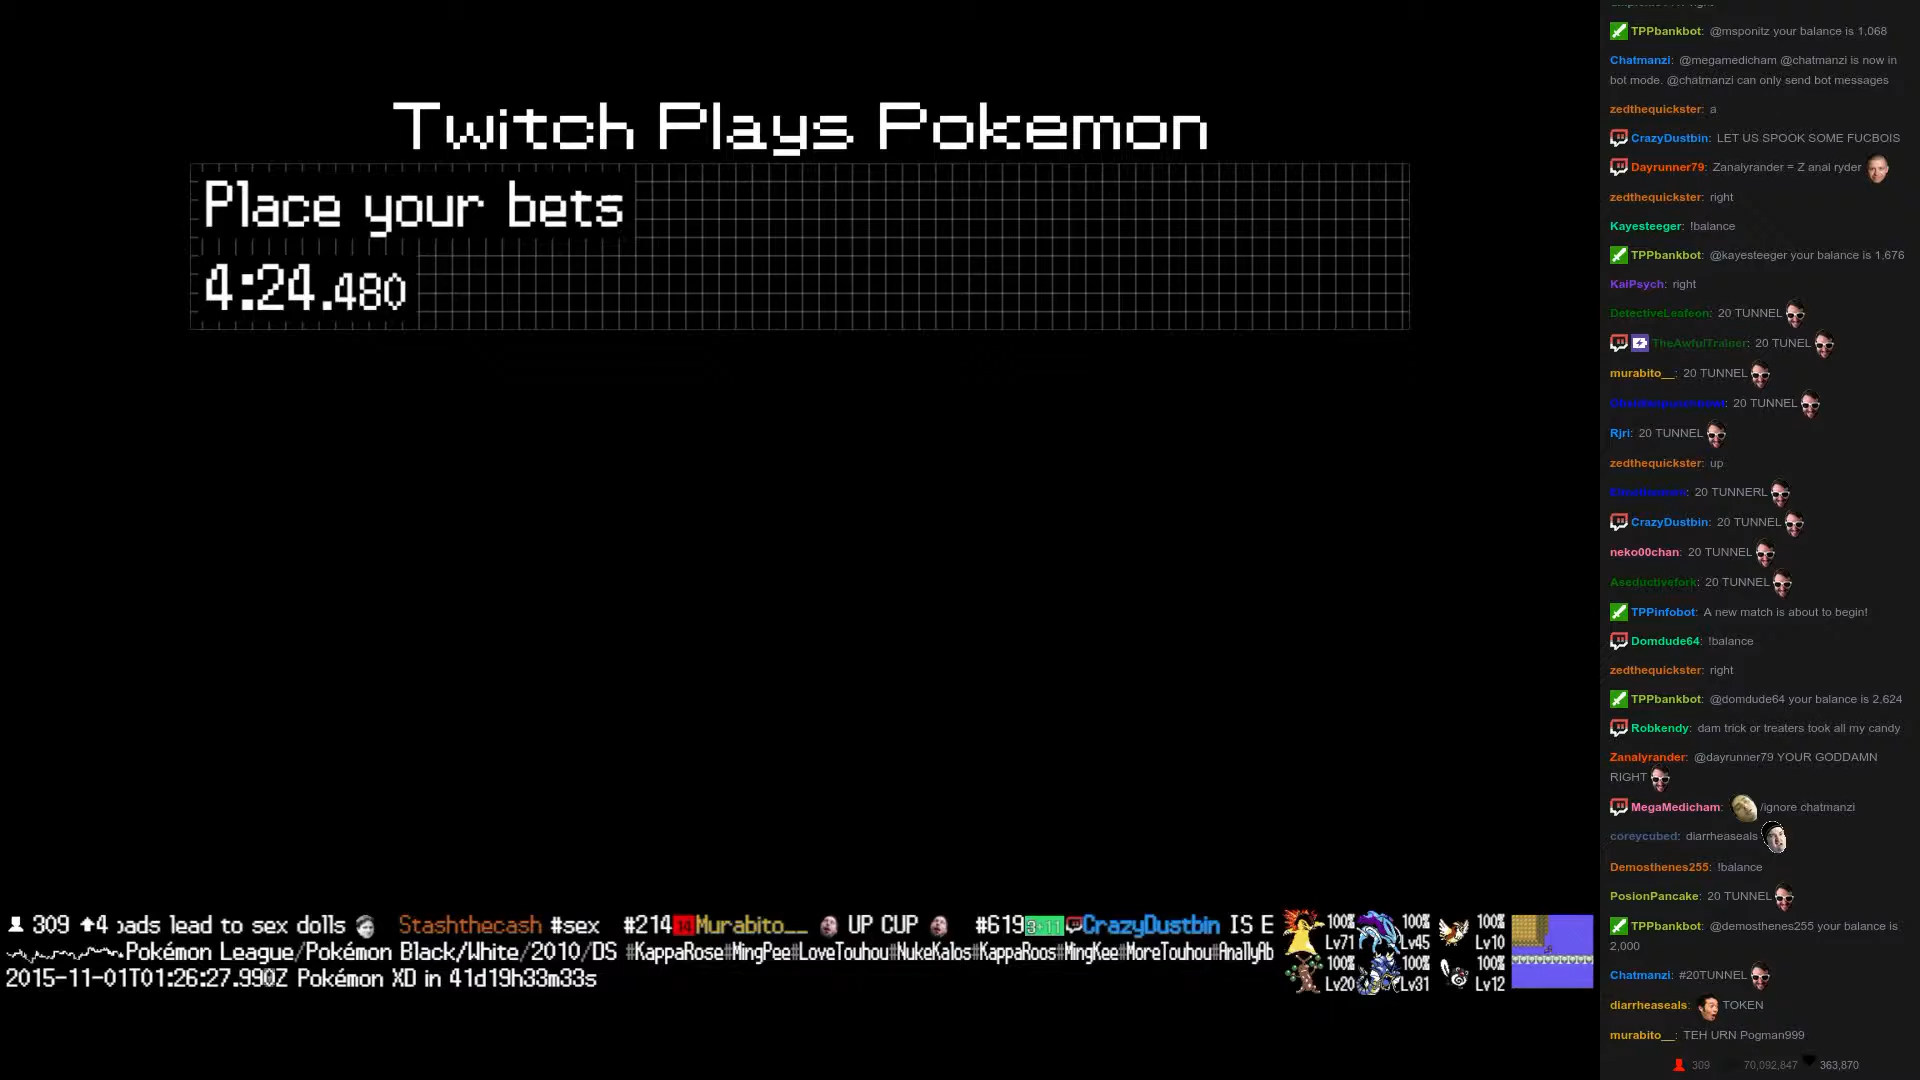 Twitch Plays Pokemon
Place your bets
4:24.480
309 4 oads lead to sex dolls Stashthecash #sex #214 14 Murabito__ UP CUP #619 3+11 CrazyDustbin IS E
Pokémon League/Pokémon Black/White/2010/DS #KappaRose#MingPee#LoveTouhou#NukeKalos#KappaRoos#MingKee#MoreTouhou#AnallyAb
2015-11-01T01:26:27.990Z Pokémon XD in 41d19h33m33s
100% 100% 100%
Lv71 Lv45 Lv10
100% 100% 100%
Lv20 Lv31 Lv12
TPPbankbot: @msponitz your balance is 1,068
Chatmanzi: @megamedicham @chatmanzi is now in
bot mode. @chatmanzi can only send bot messages
zedthequickster: a
CrazyDustbin: LET US SPOOK SOME FUCBOIS
Dayrunner79: Zanalyrander = Z anal ryder
zedthequickster: right
Kayesteeger: !balance
TPPbankbot: @kayesteeger your balance is 1,676
KaiPsych: right
DetectiveLeafeon: 20 TUNNEL
TheAwfulTrainer: 20 TUNEL
murabito__: 20 TUNNEL
20 TUNNEL
Rjri: 20 TUNNEL
zedthequickster: up
20 TUNNERL
CrazyDustbin: 20 TUNNEL
neko00chan: 20 TUNNEL
Aseductivefork: 20 TUNNEL
TPPinfobot: A new match is about to begin!
Domdude64: !balance
zedthequickster: right
TPPbankbot: @domdude64 your balance is 2,624
Robkendy: dam trick or treaters took all my candy
Zanalyrander: @dayrunner79 YOUR GODDAMN
RIGHT
MegaMedicham: /ignore chatmanzi
coreycubed: diarrheaseals
Demosthenes255: !balance
PosionPancake: 20 TUNNEL
TPPbankbot: @demosthenes255 your balance is
2,000
Chatmanzi: #20TUNNEL
diarrheaseals: TOKEN
murabito__: TEH URN Pogman999
309 70,092,847 363,870